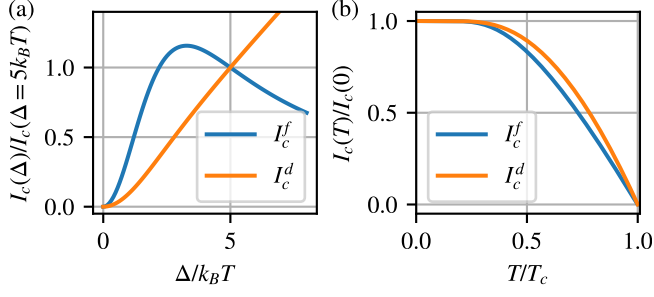 (a)
I_c(Δ)/I_c(Δ = 5k_BT)
1.0
0.5
0.0
I_c^f
I_c^d
0
5
Δ/k_BT
(b)
I_c(T)/I_c(0)
1.0
0.5
0.0
I_c^f
I_c^d
0.0
0.5
1.0
T/T_c